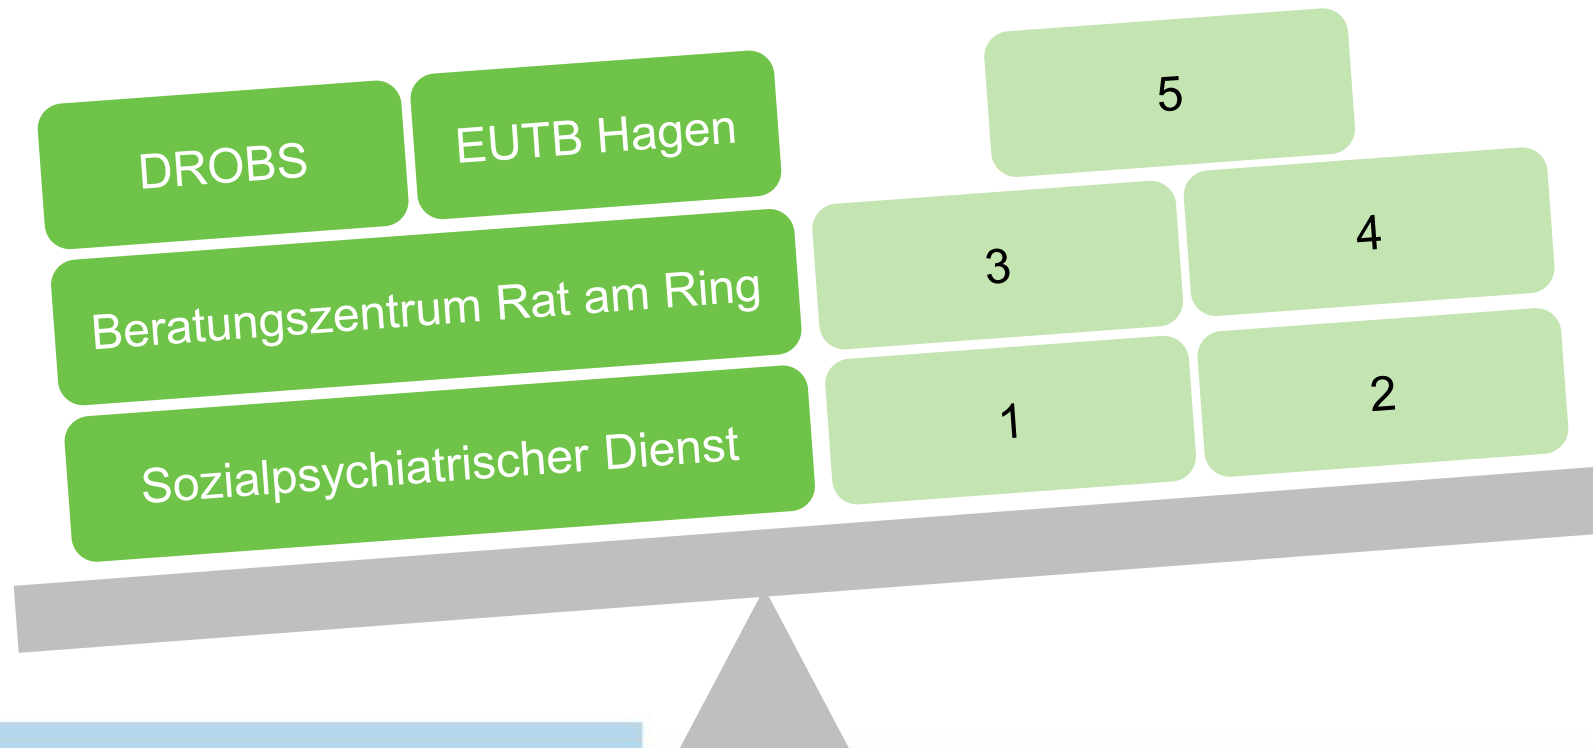 DROBS
EUTB Hagen
Beratungszentrum Rat am Ring
Sozialpsychiatrischer Dienst
5
3
4
1
2